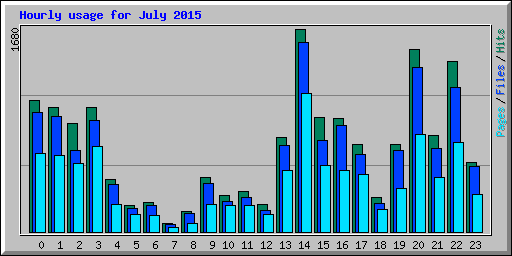 Hourly usage for July 2015
1680
Pages/Files/Hits
0 1 2 3 4 5 6 7 8 9 10 11 12 13 14 15 16 17 18 19 20 21 22 23